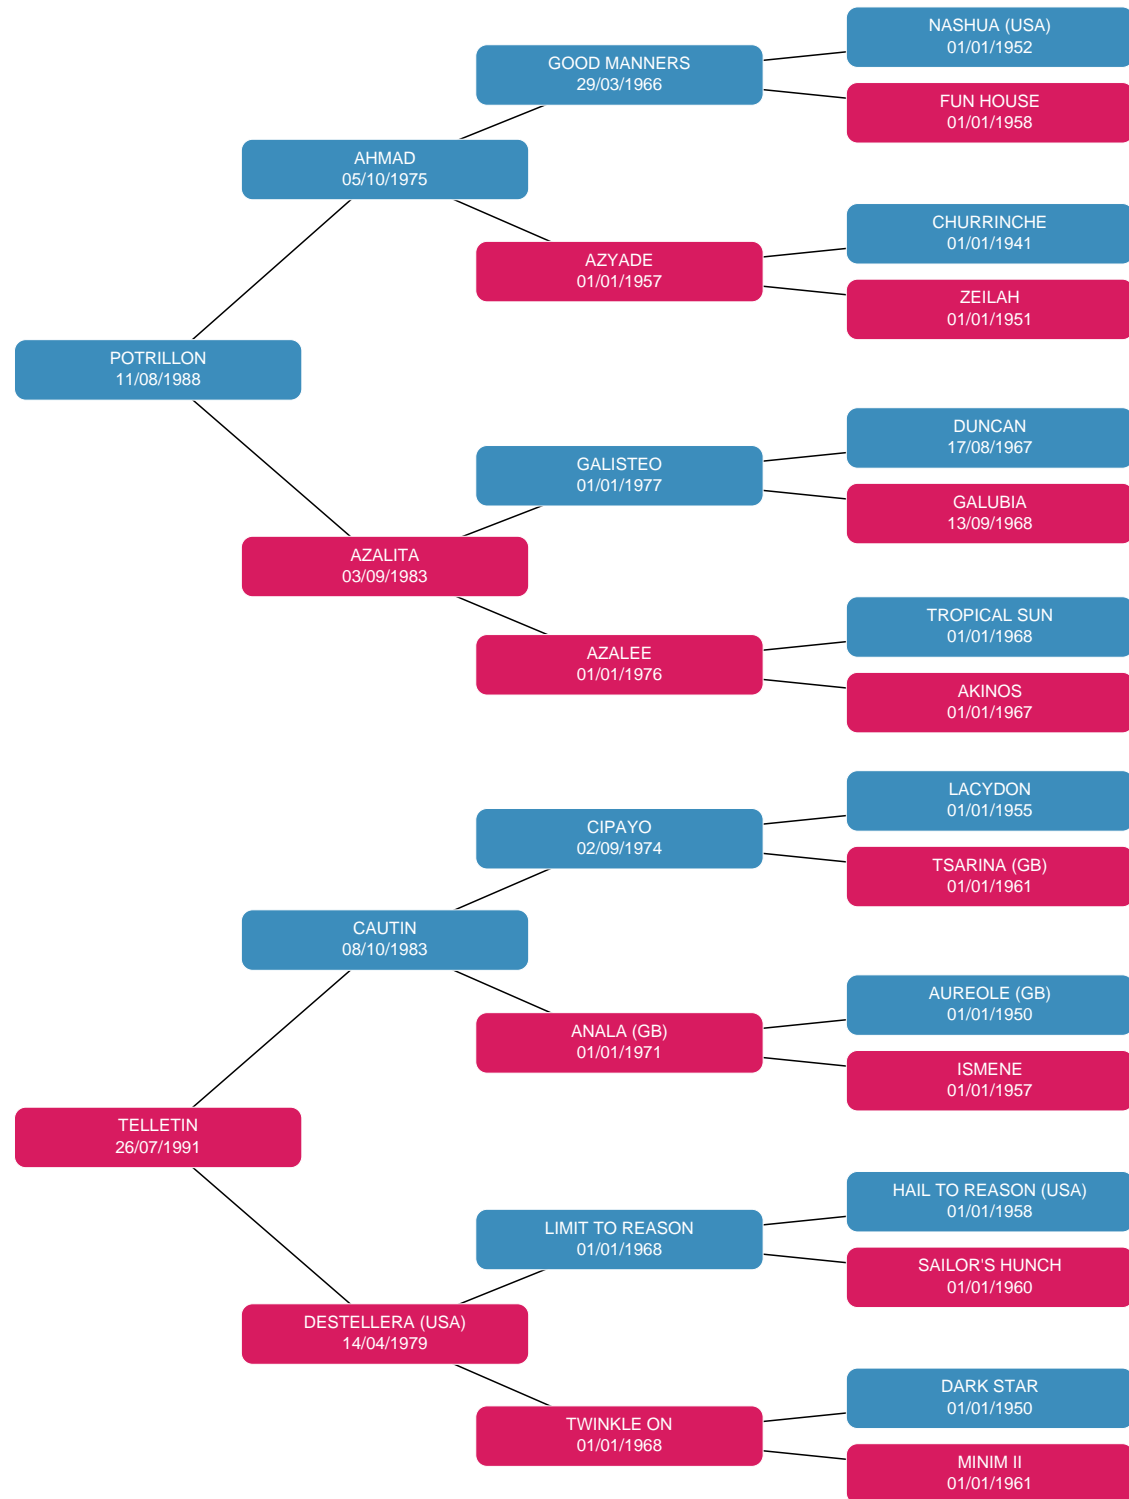 NASHUA (USA)
01/01/1952
GOOD MANNERS
29/03/1966
FUN HOUSE
01/01/1958
AHMAD
05/10/1975
CHURRINCHE
01/01/1941
AZYADE
01/01/1957
ZEILAH
01/01/1951
POTRILLON
11/08/1988
DUNCAN
17/08/1967
GALISTEO
01/01/1977
GALUBIA
13/09/1968
AZALITA
03/09/1983
TROPICAL SUN
01/01/1968
AZALEE
01/01/1976
AKINOS
01/01/1967
LACYDON
01/01/1955
CIPAYO
02/09/1974
TSARINA (GB)
01/01/1961
CAUTIN
08/10/1983
AUREOLE (GB)
01/01/1950
ANALA (GB)
01/01/1971
ISMENE
01/01/1957
TELLETIN
26/07/1991
HAIL TO REASON (USA)
01/01/1958
LIMIT TO REASON
01/01/1968
SAILOR'S HUNCH
01/01/1960
DESTELLERA (USA)
14/04/1979
DARK STAR
01/01/1950
TWINKLE ON
01/01/1968
MINIM II
01/01/1961